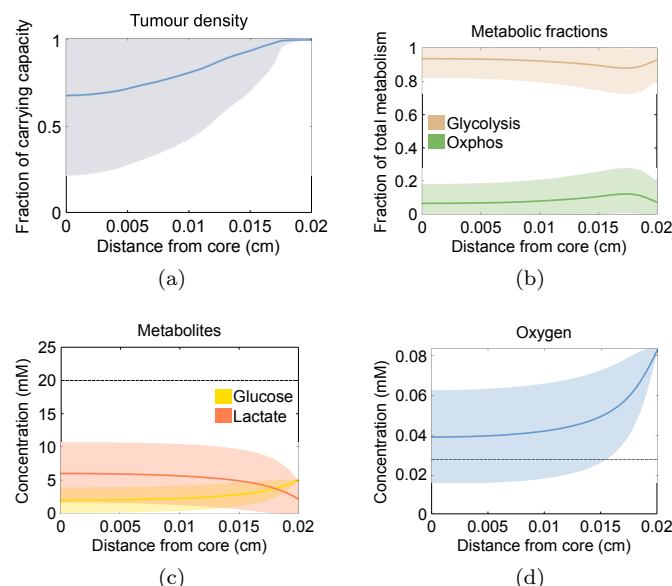 Tumour density
Fraction of carrying capacity
1
0.5
0
0 0.005 0.01 0.015 0.02
Distance from core (cm)
(a)
Metabolic fractions
Fraction of total metabolism
1
0.8
0.6
0.4
0.2
0
Glycolysis
Oxphos
0 0.005 0.01 0.015 0.02
Distance from core (cm)
(b)
Metabolites
Concentration (mM)
25
20
15
10
5
0
Glucose
Lactate
0 0.005 0.01 0.015 0.02
Distance from core (cm)
(c)
Oxygen
Concentration (mM)
0.08
0.06
0.04
0.02
0
0 0.005 0.01 0.015 0.02
Distance from core (cm)
(d)